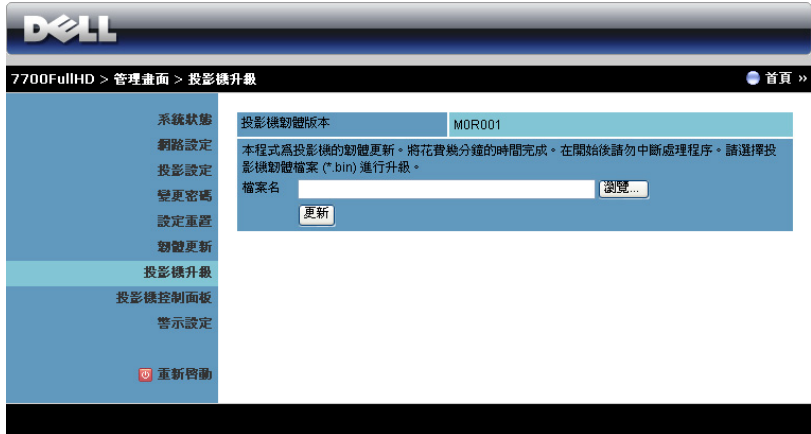 DELL
7700FullHD > 管理畫面 > 投影機升級
首頁 »
系統狀態
網路設定
投影設定
變更密碼
設定重置
韌體更新
投影機升級
投影機控制面板
警示設定
重新啓動
投影機韌體版本 M0R001
本程式爲投影機的韌體更新。將花費幾分鐘的時間完成。在開始後請勿中斷處理程序。請選擇投
影機韌體檔案 (*.bin) 進行升級。
檔案名 瀏覽...
更新